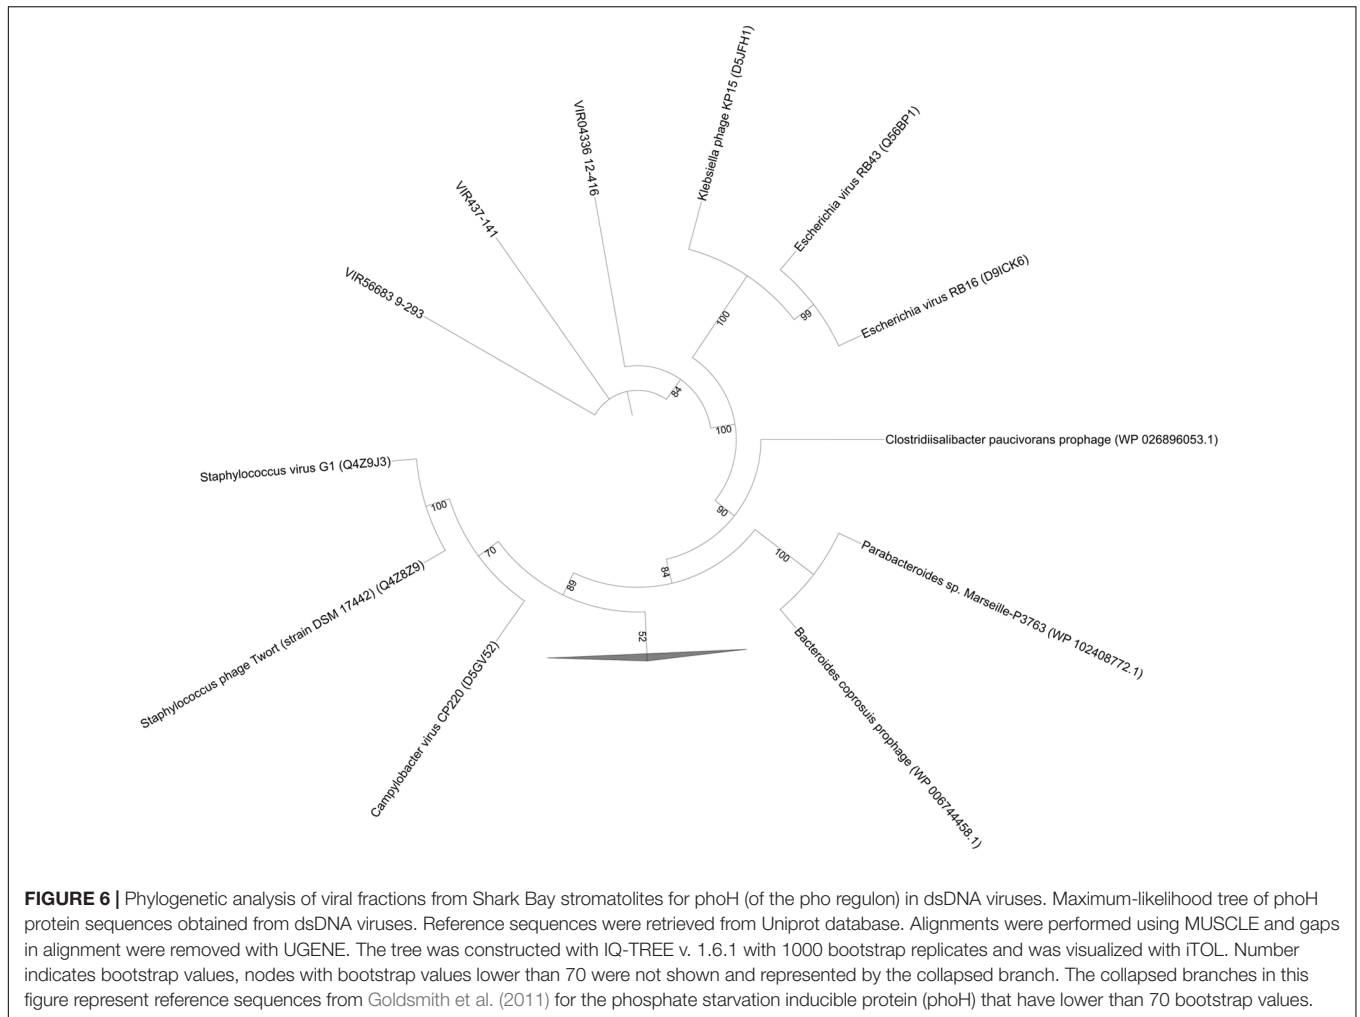 Klebsiella phage KP15 (D5JFH1)
VIR04336 12-416
Escherichia virus RB43 (Q56BP1)
VIR437-141
Escherichia virus RB16 (D9ICK6)
VIR56683 9-293
100
99
84
100
Clostridiisalibacter paucivorans prophage (WP 026896053.1)
Staphylococcus virus G1 (Q4Z9J3)
100
90
70
100
84
89
Parabacteroides sp. Marseille-P3763 (WP 102408772.1)
Staphylococcus phage Twort (strain DSM 17442) (Q4Z8Z9)
52
Campylobacter virus CP220 (D5GV52)
Bacteroides coprosuis prophage (WP 006744458.1)
FIGURE 6 | Phylogenetic analysis of viral fractions from Shark Bay stromatolites for phoH (of the pho regulon) in dsDNA viruses. Maximum-likelihood tree of phoH
protein sequences obtained from dsDNA viruses. Reference sequences were retrieved from Uniprot database. Alignments were performed using MUSCLE and gaps
in alignment were removed with UGENE. The tree was constructed with IQ-TREE v. 1.6.1 with 1000 bootstrap replicates and was visualized with iTOL. Number
indicates bootstrap values, nodes with bootstrap values lower than 70 were not shown and represented by the collapsed branch. The collapsed branches in this
figure represent reference sequences from Goldsmith et al. (2011) for the phosphate starvation inducible protein (phoH) that have lower than 70 bootstrap values.